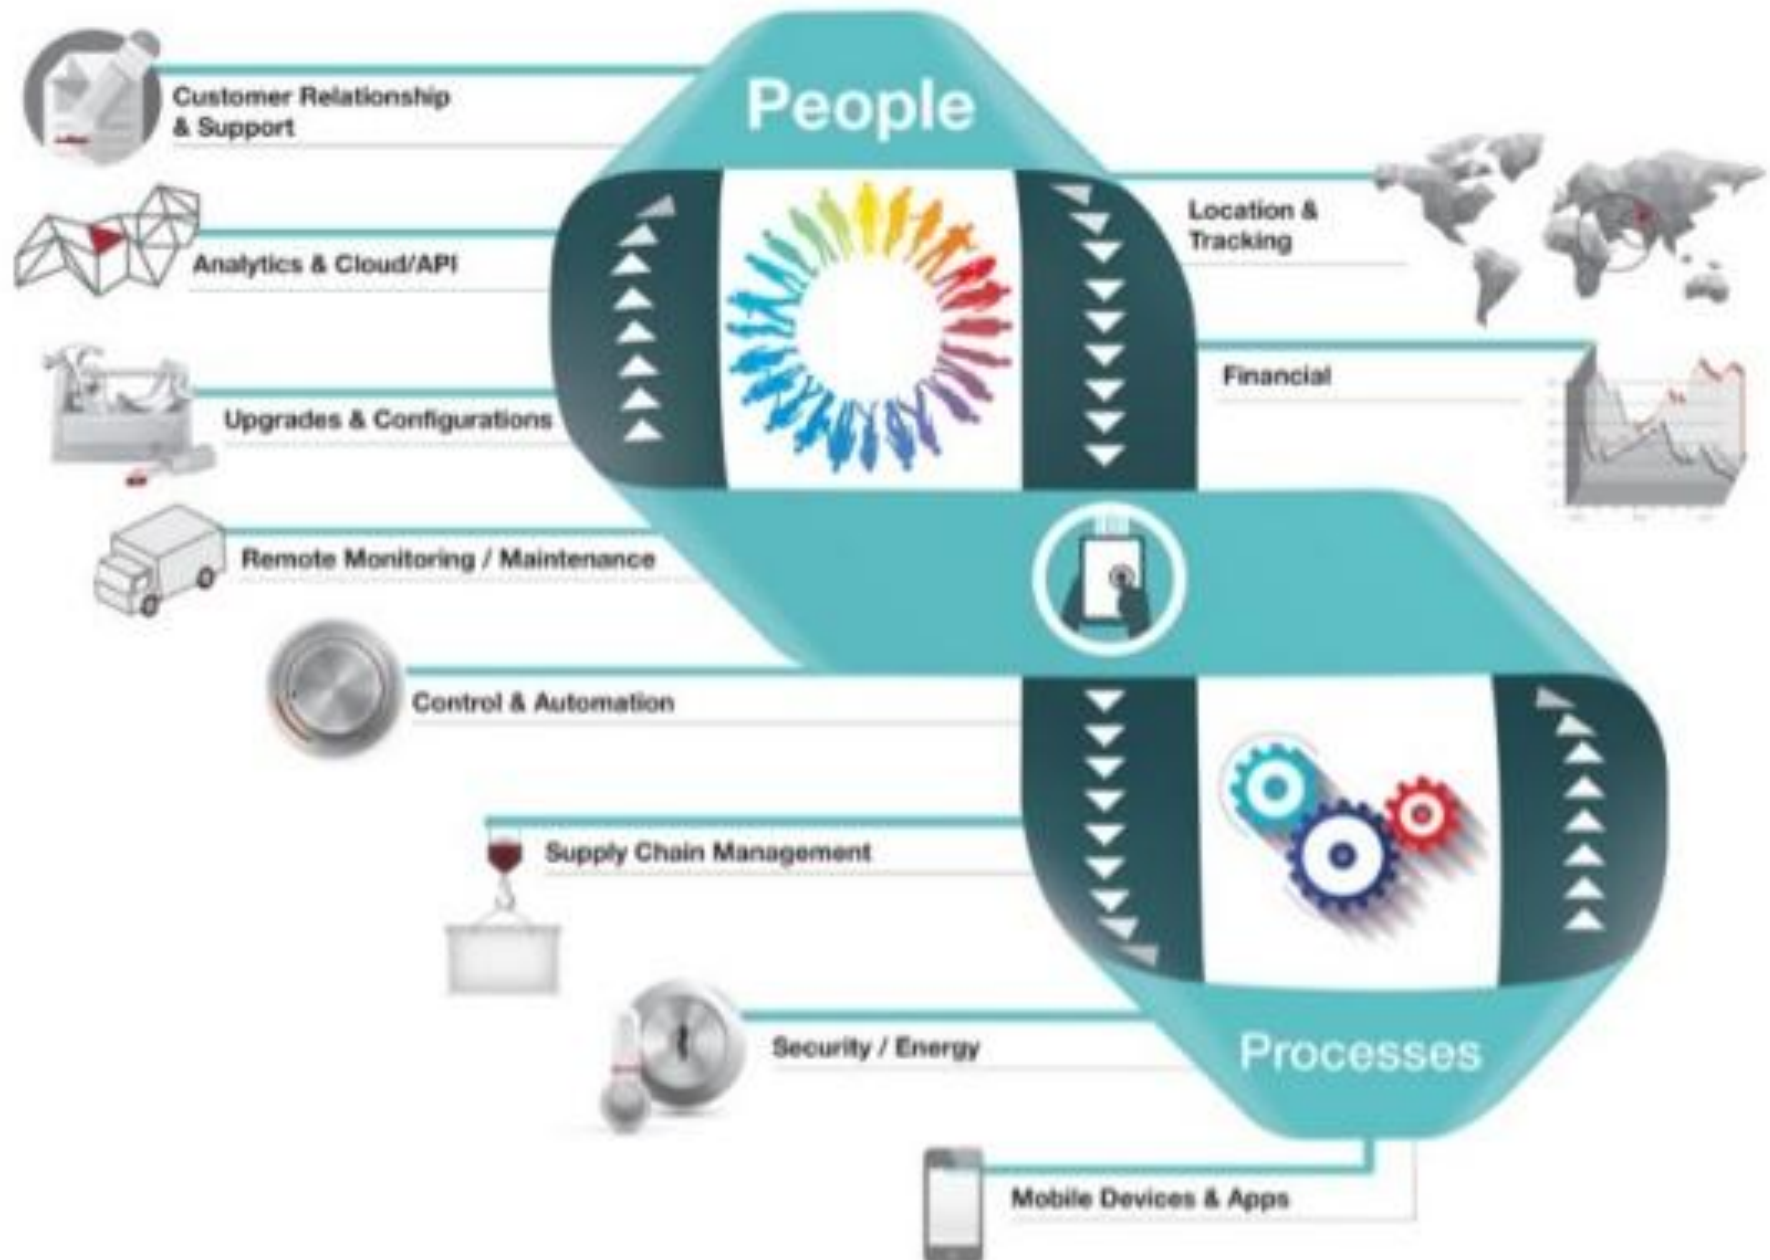 People
Customer Relationship
& Support
Location &
Tracking
Analytics & Cloud/API
Financial
Upgrades & Configurations
Remote Monitoring / Maintenance
Control & Automation
Supply Chain Management
Security / Energy
Processes
Mobile Devices & Apps